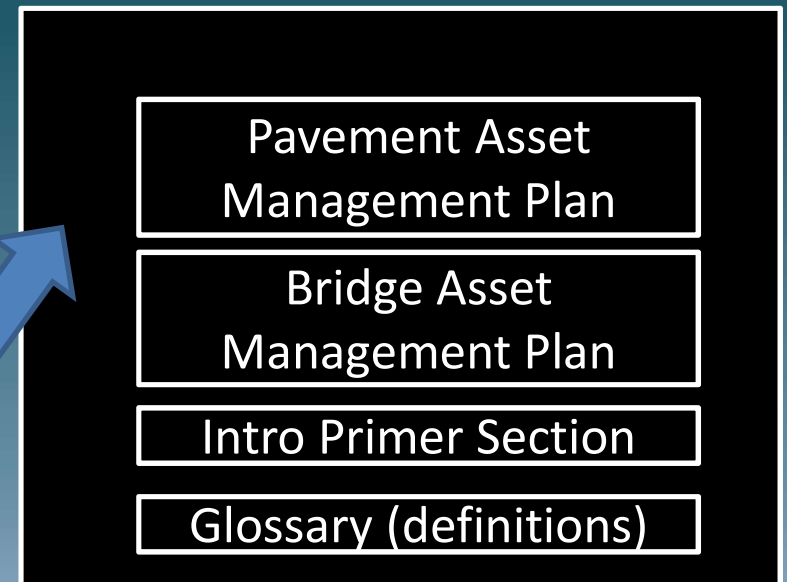 Pavement Asset
Management Plan
Bridge Asset
Management Plan
Intro Primer Section
Glossary (definitions)